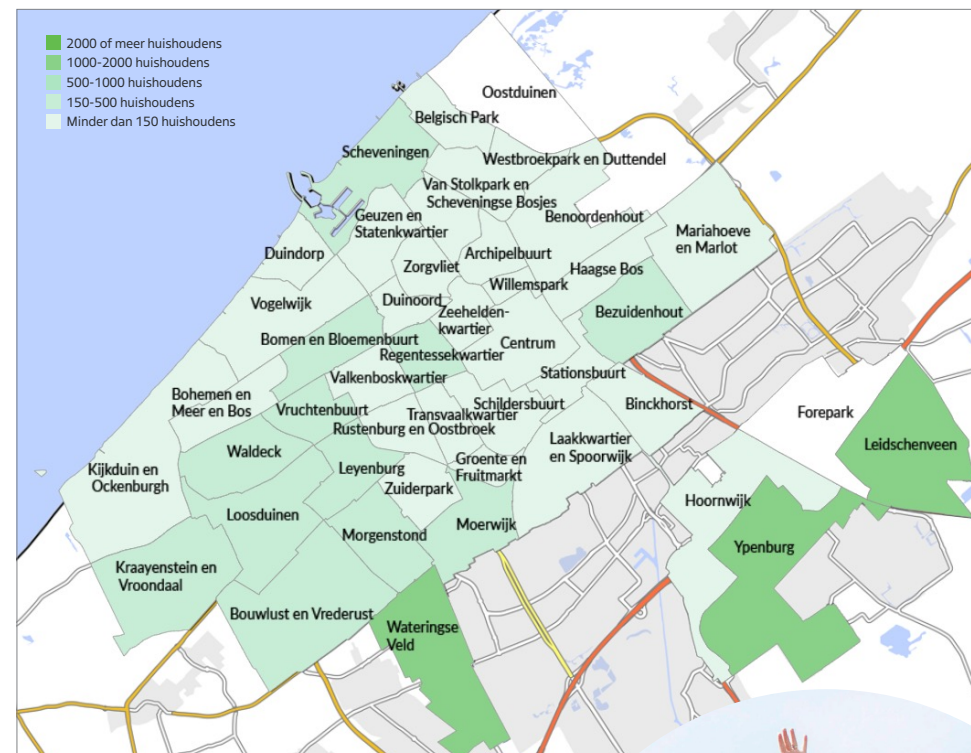 2000 of meer huishoudens
1000-2000 huishoudens
500-1000 huishoudens
150-500 huishoudens
Minder dan 150 huishoudens
Oostduinen
Belgisch Park
Scheveningen
Westbroekpark en Duttendel
Van Stolkpark en
Scheveningse Bosjes
Geuzen en
Statenkwartier
Benoordenhout
Mariahoeve
en Marlot
Duindorp
Archipelbuurt
Zorgvliet
Haagse Bos
Willemspark
Vogelwijk
Duinoord
Zeehelden-
kwartier
Bezuidenhout
Bomen en Bloemenbuurt
Regentessekwartier
Centrum
Valkenboskwartier
Stationsbuurt
Bohemen en
Meer en Bos
Vruchtenbuurt
Schildersbuurt
Binckhorst
Transvaalkwartier
Rustenburg en Oostbroek
Forepark
Laakkwartier
en Spoorwijk
Leidschenveen
Waldeck
Kijkduin en
Ockenburgh
Leyenburg
Groente en
Fruitmarkt
Zuiderpark
Hoornwijk
Loosduinen
Moerwijk
Morgenstond
Ypenburg
Kraayenstein en
Vroondaal
Bouwlust en Vrederust
Wateringse
Veld